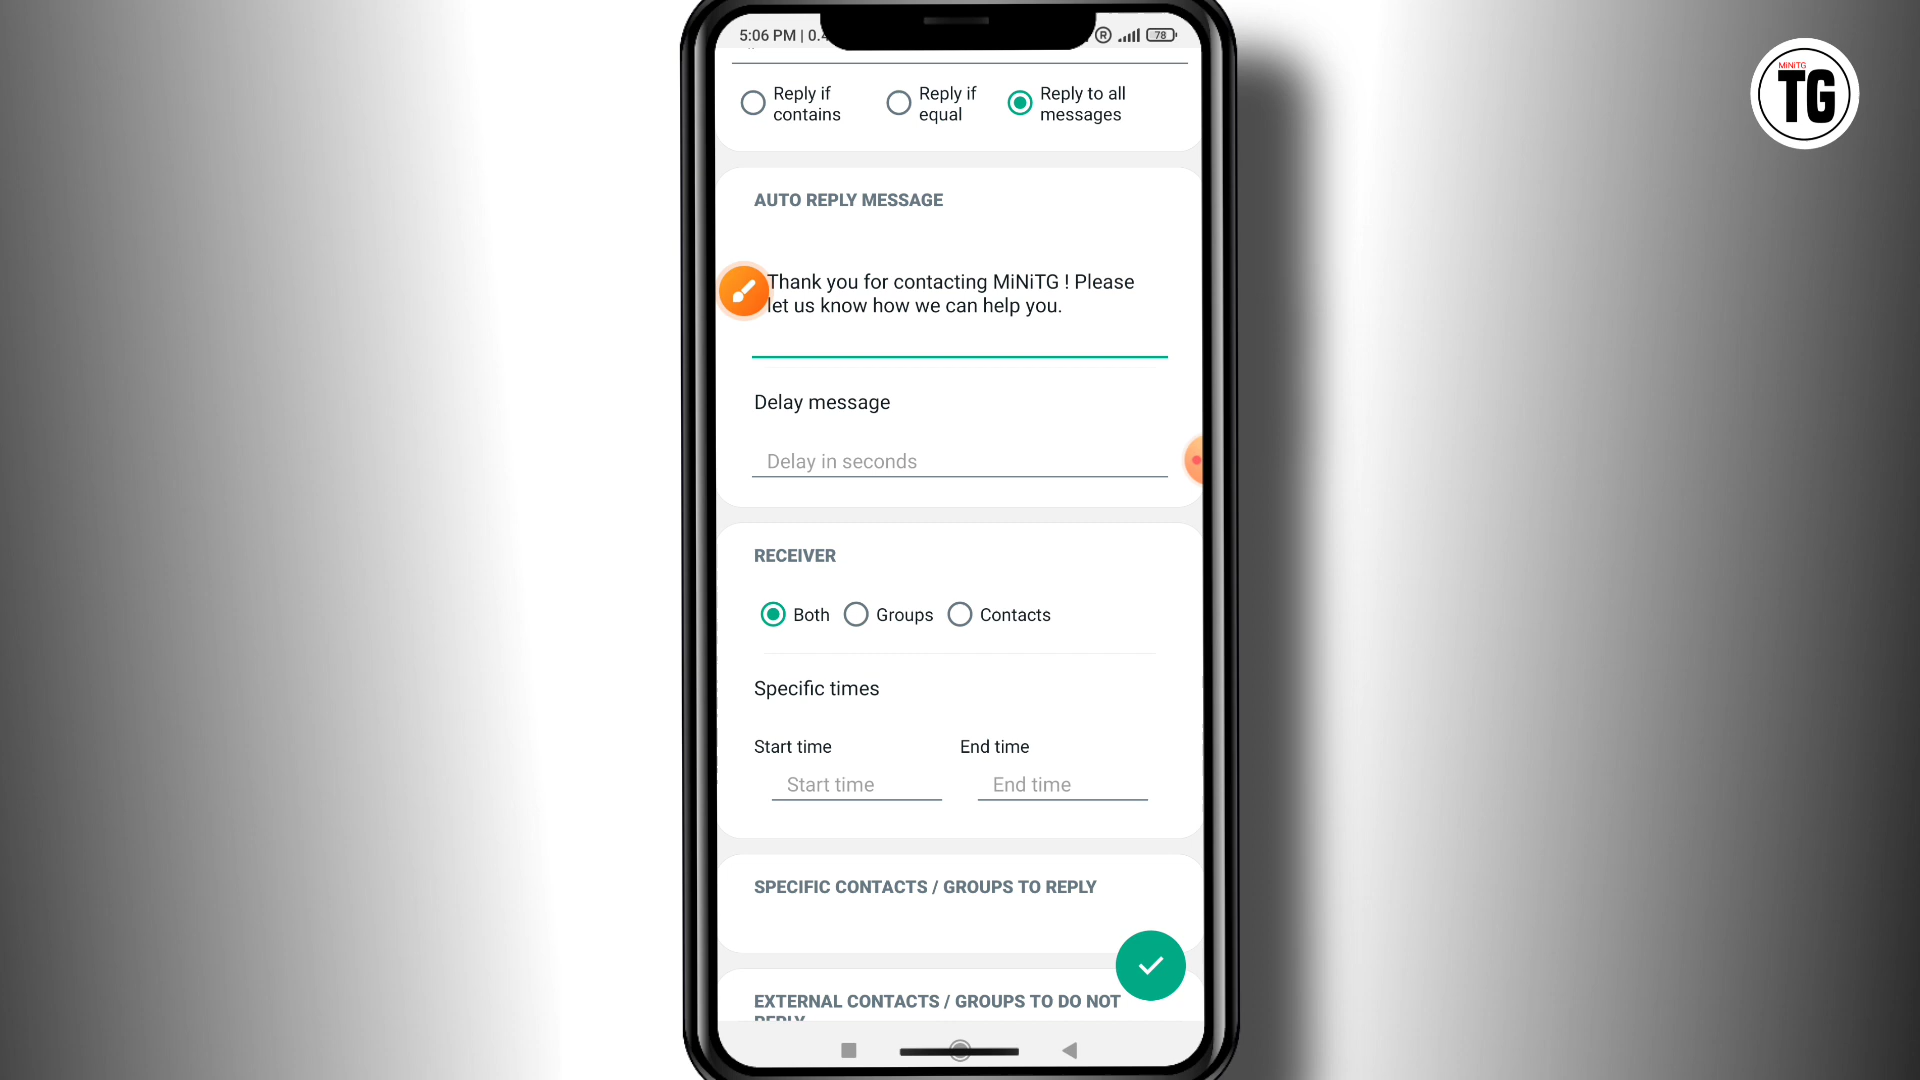 5:06 PM | 0.4
R
78
MiNiTG
TG
Reply if
contains
Reply if
equal
Reply to all
messages
AUTO REPLY MESSAGE
Thank you for contacting MiNiTG ! Please
let us know how we can help you.
Delay message
Delay in seconds
RECEIVER
Both
Groups
Contacts
Specific times
Start time
End time
Start time
End time
SPECIFIC CONTACTS / GROUPS TO REPLY
EXTERNAL CONTACTS / GROUPS TO DO NOT
REPLY